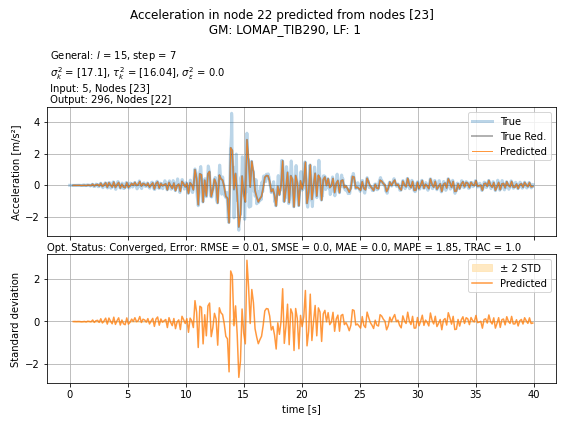 Acceleration in node 22 predicted from nodes [23]
GM: LOMAP_TIB290, LF: 1
General: l = 15, step = 7
σ²ₖ = [17.1], τ²ₖ = [16.04], σ²ε = 0.0
Input: 5, Nodes [23]
Output: 296, Nodes [22]
Acceleration [m/s²]
4
2
0
−2
True
True Red.
Predicted
Opt. Status: Converged, Error: RMSE = 0.01, SMSE = 0.0, MAE = 0.0, MAPE = 1.85, TRAC = 1.0
Standard deviation
2
0
−2
± 2 STD
Predicted
0 5 10 15 20 25 30 35 40
time [s]